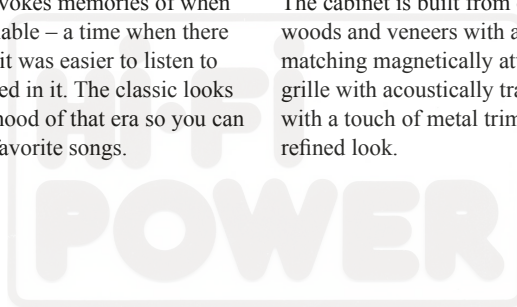 vokes memories of when
able – a time when there
it was easier to listen to
ed in it. The classic looks
nood of that era so you can
avorite songs.
The cabinet is built from
woods and veneers with a
matching magnetically at
grille with acoustically tra
with a touch of metal trim
refined look.
HI-FI
POWER